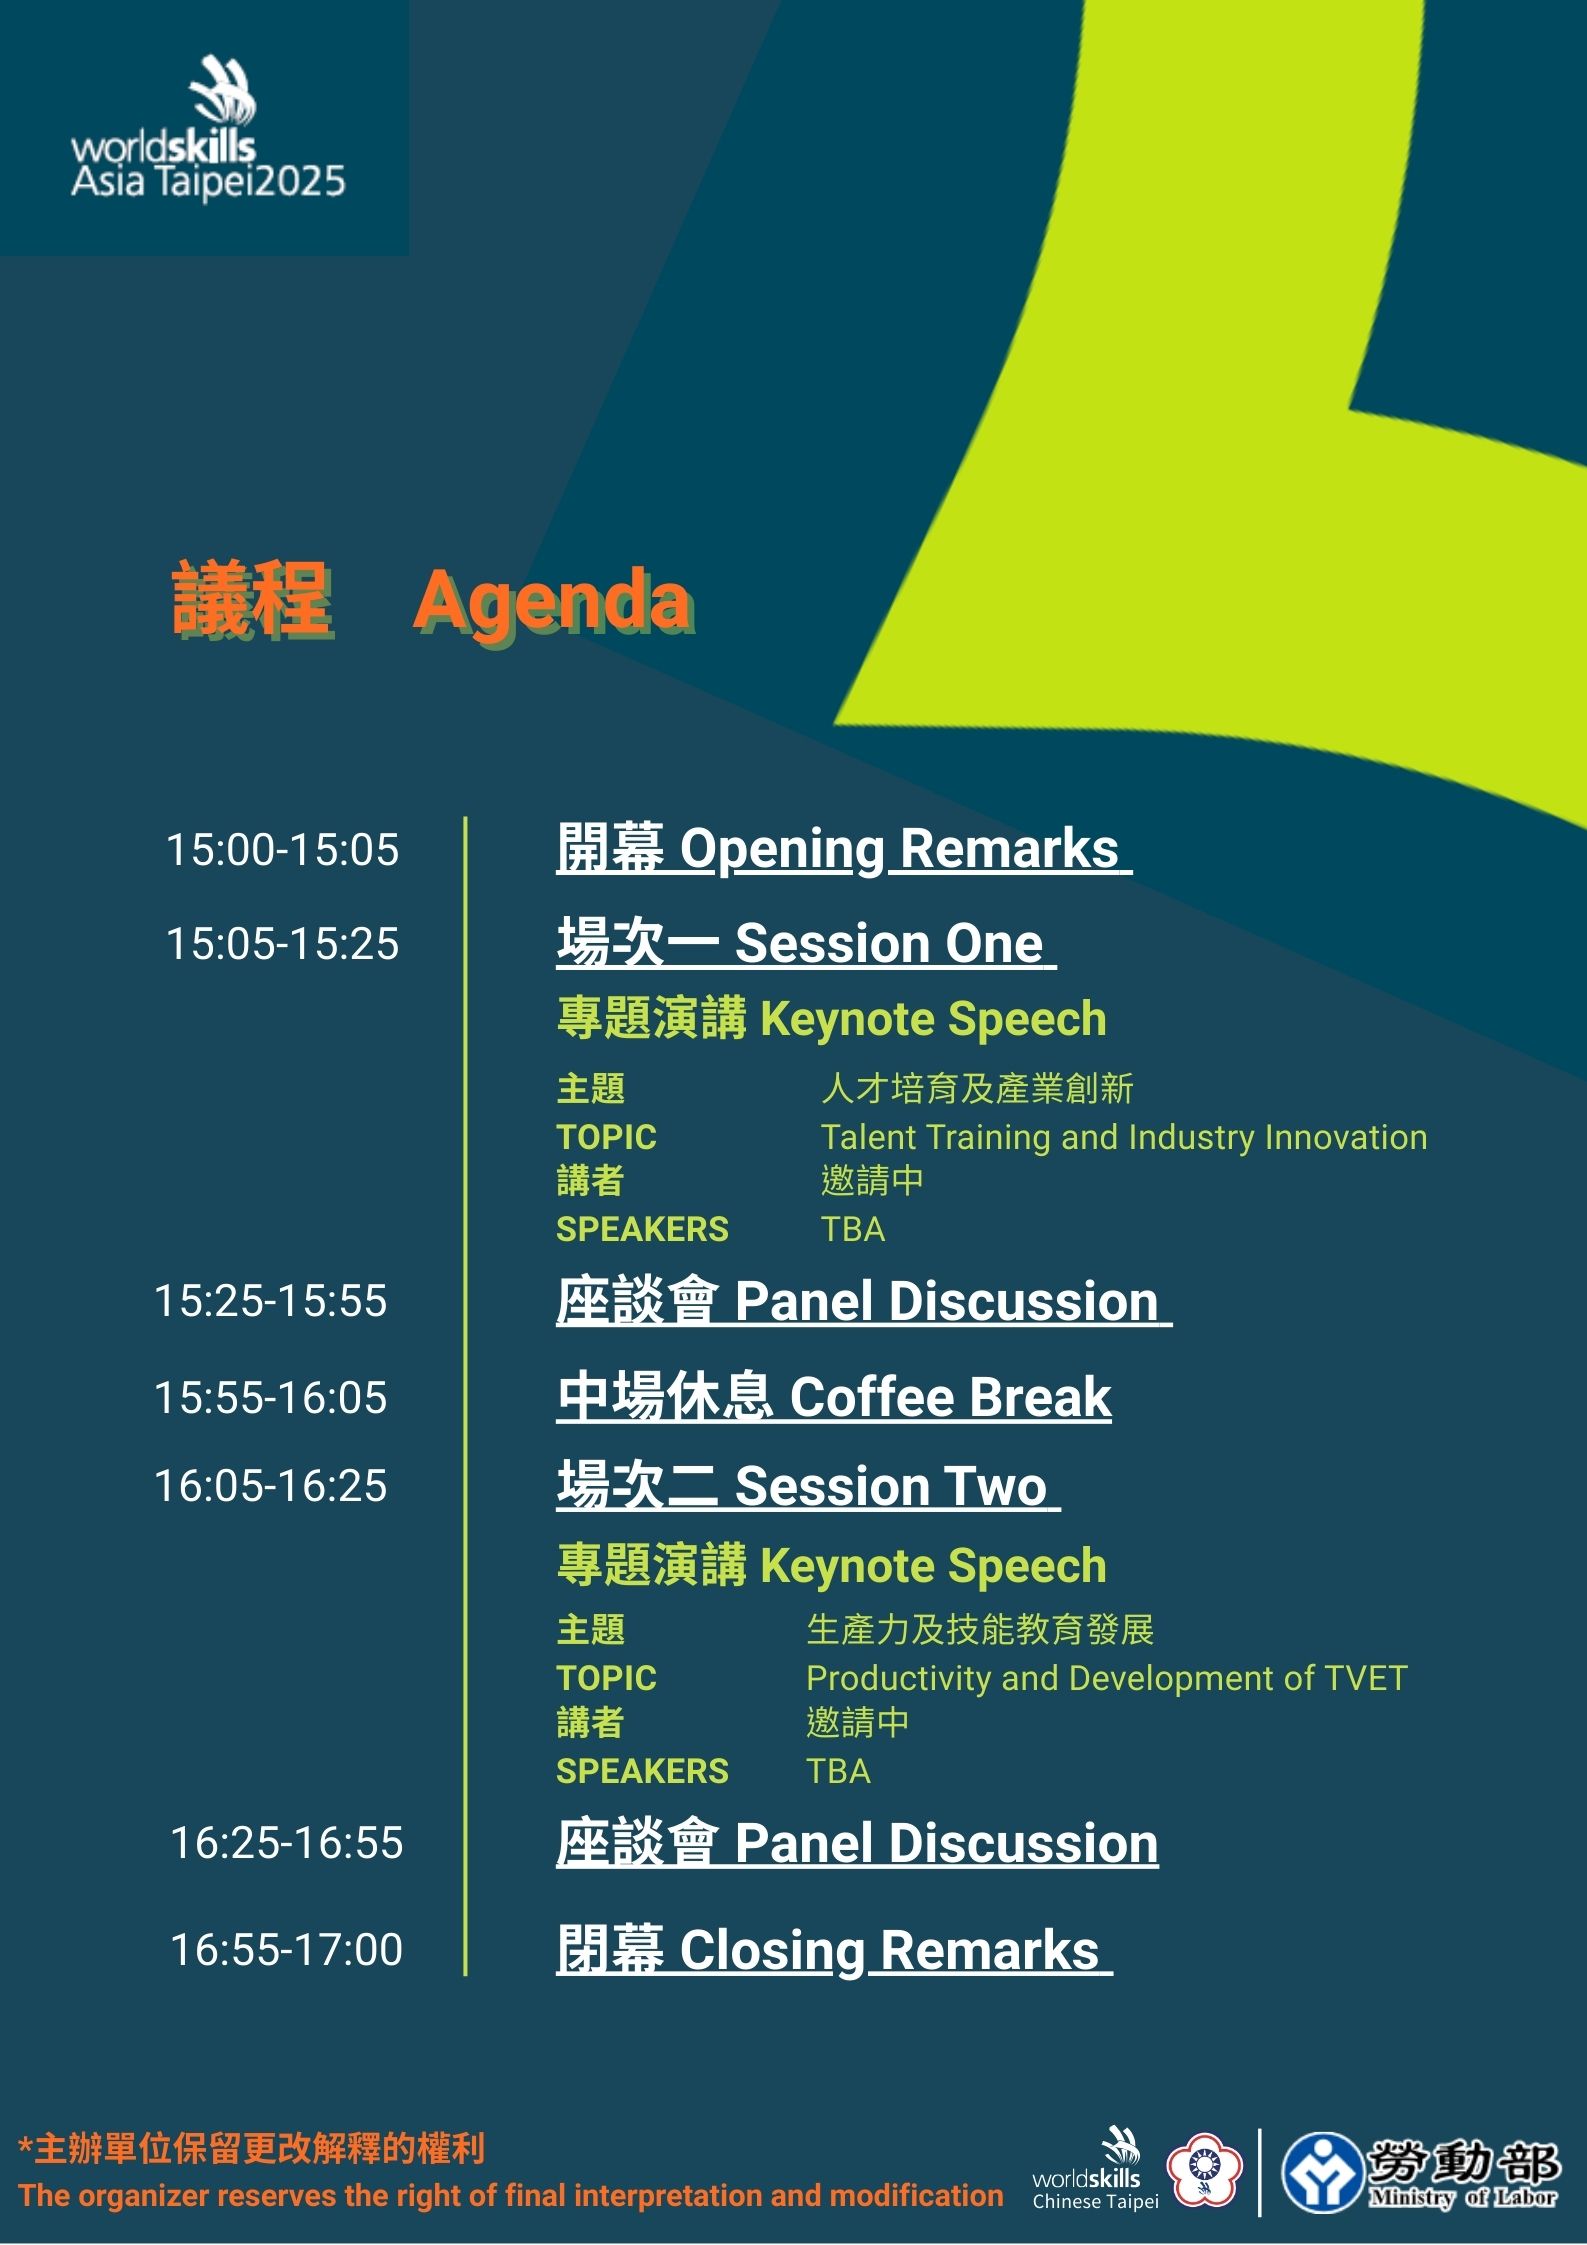 worldskills
Asia Taipei2025
議程 Agenda
15:00-15:05 開幕 Opening Remarks
15:05-15:25 場次一 Session One
專題演講 Keynote Speech
主題 人才培育及產業創新
TOPIC Talent Training and Industry Innovation
講者 邀請中
SPEAKERS TBA
15:25-15:55 座談會 Panel Discussion
15:55-16:05 中場休息 Coffee Break
16:05-16:25 場次二 Session Two
專題演講 Keynote Speech
主題 生產力及技能教育發展
TOPIC Productivity and Development of TVET
講者 邀請中
SPEAKERS TBA
16:25-16:55 座談會 Panel Discussion
16:55-17:00 閉幕 Closing Remarks
*主辦單位保留更改解釋的權利
The organizer reserves the right of final interpretation and modification
worldskills
Chinese Taipei
勞動部
Ministry of Labor